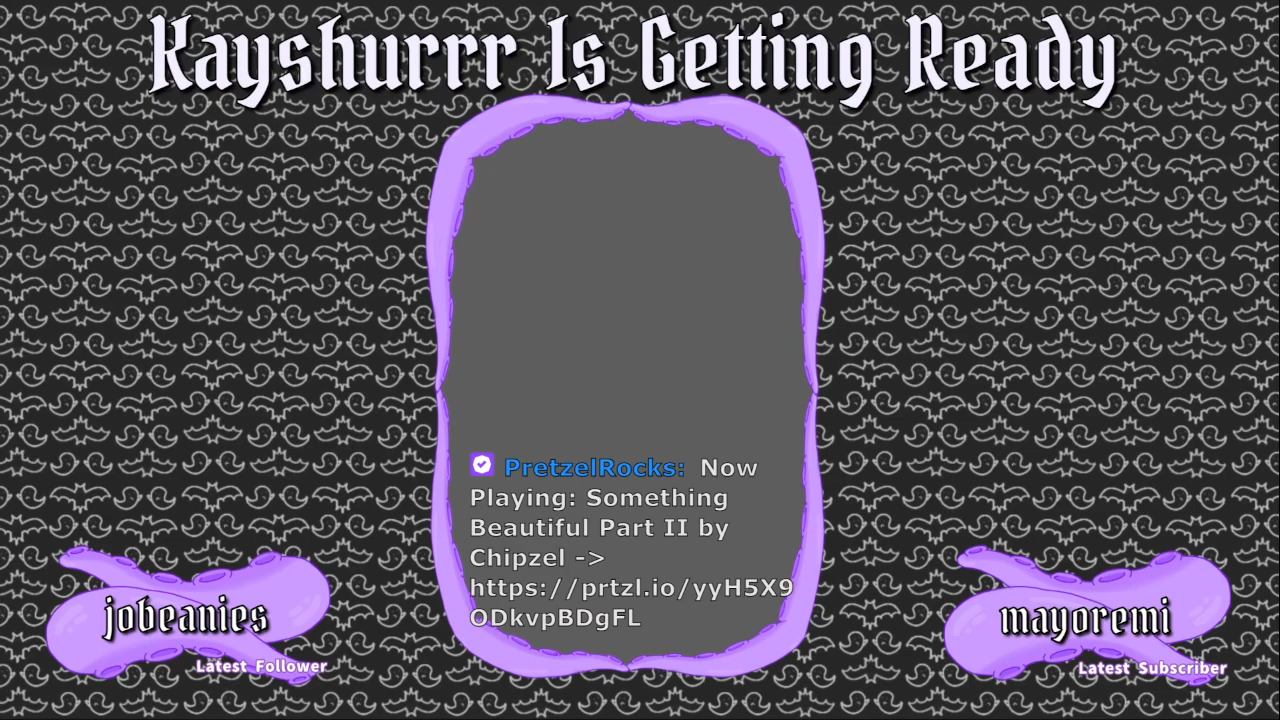 Kayshurrr Is Getting Ready
PretzelRocks: Now
Playing: Something
Beautiful Part II by
Chipzel ->
https://prtzl.io/yyH5X9
ODkvpBDgFL
jobeanies
Latest Follower
mayoremi
Latest Subscriber